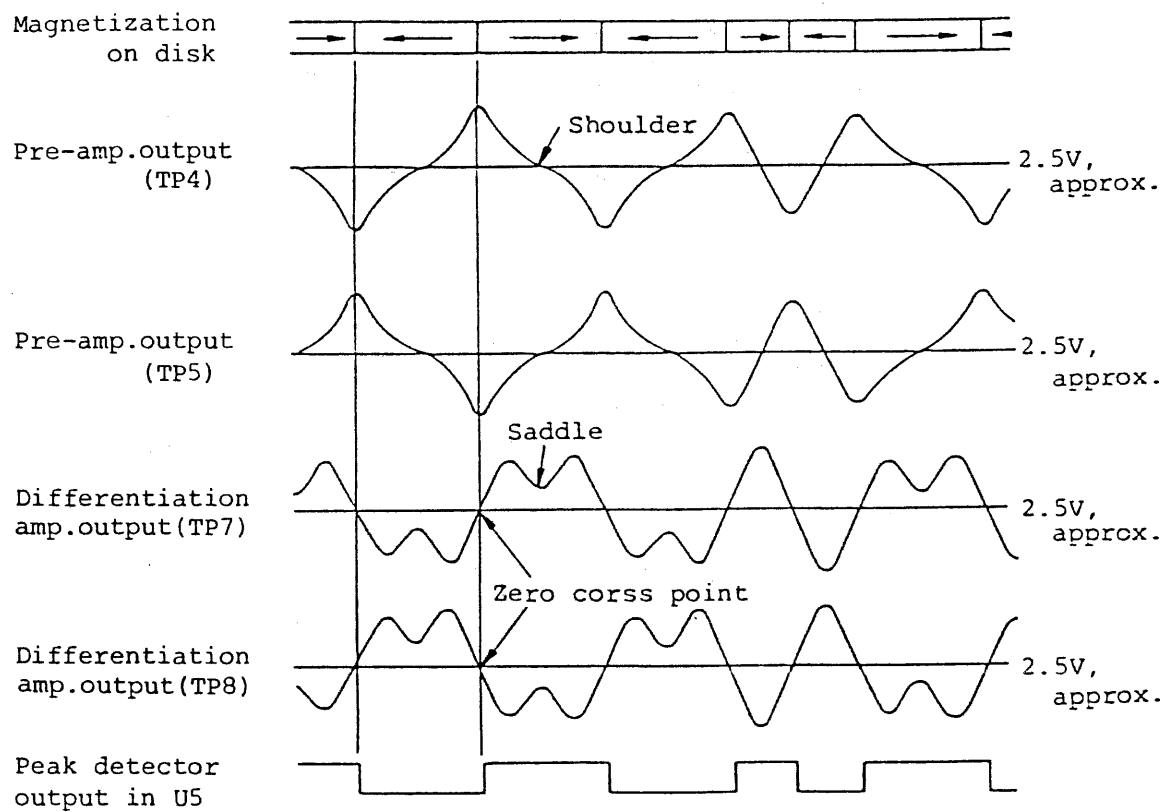 Magnetization
on disk
Shoulder
Pre-amp.output
(TP4)
2.5V,
approx.
Pre-amp.output
(TP5)
2.5V,
approx.
Saddle
Differentiation
amp.output(TP7)
2.5V,
approx.
Zero corss point
Differentiation
amp.output(TP8)
2.5V,
approx.
Peak detector
output in U5